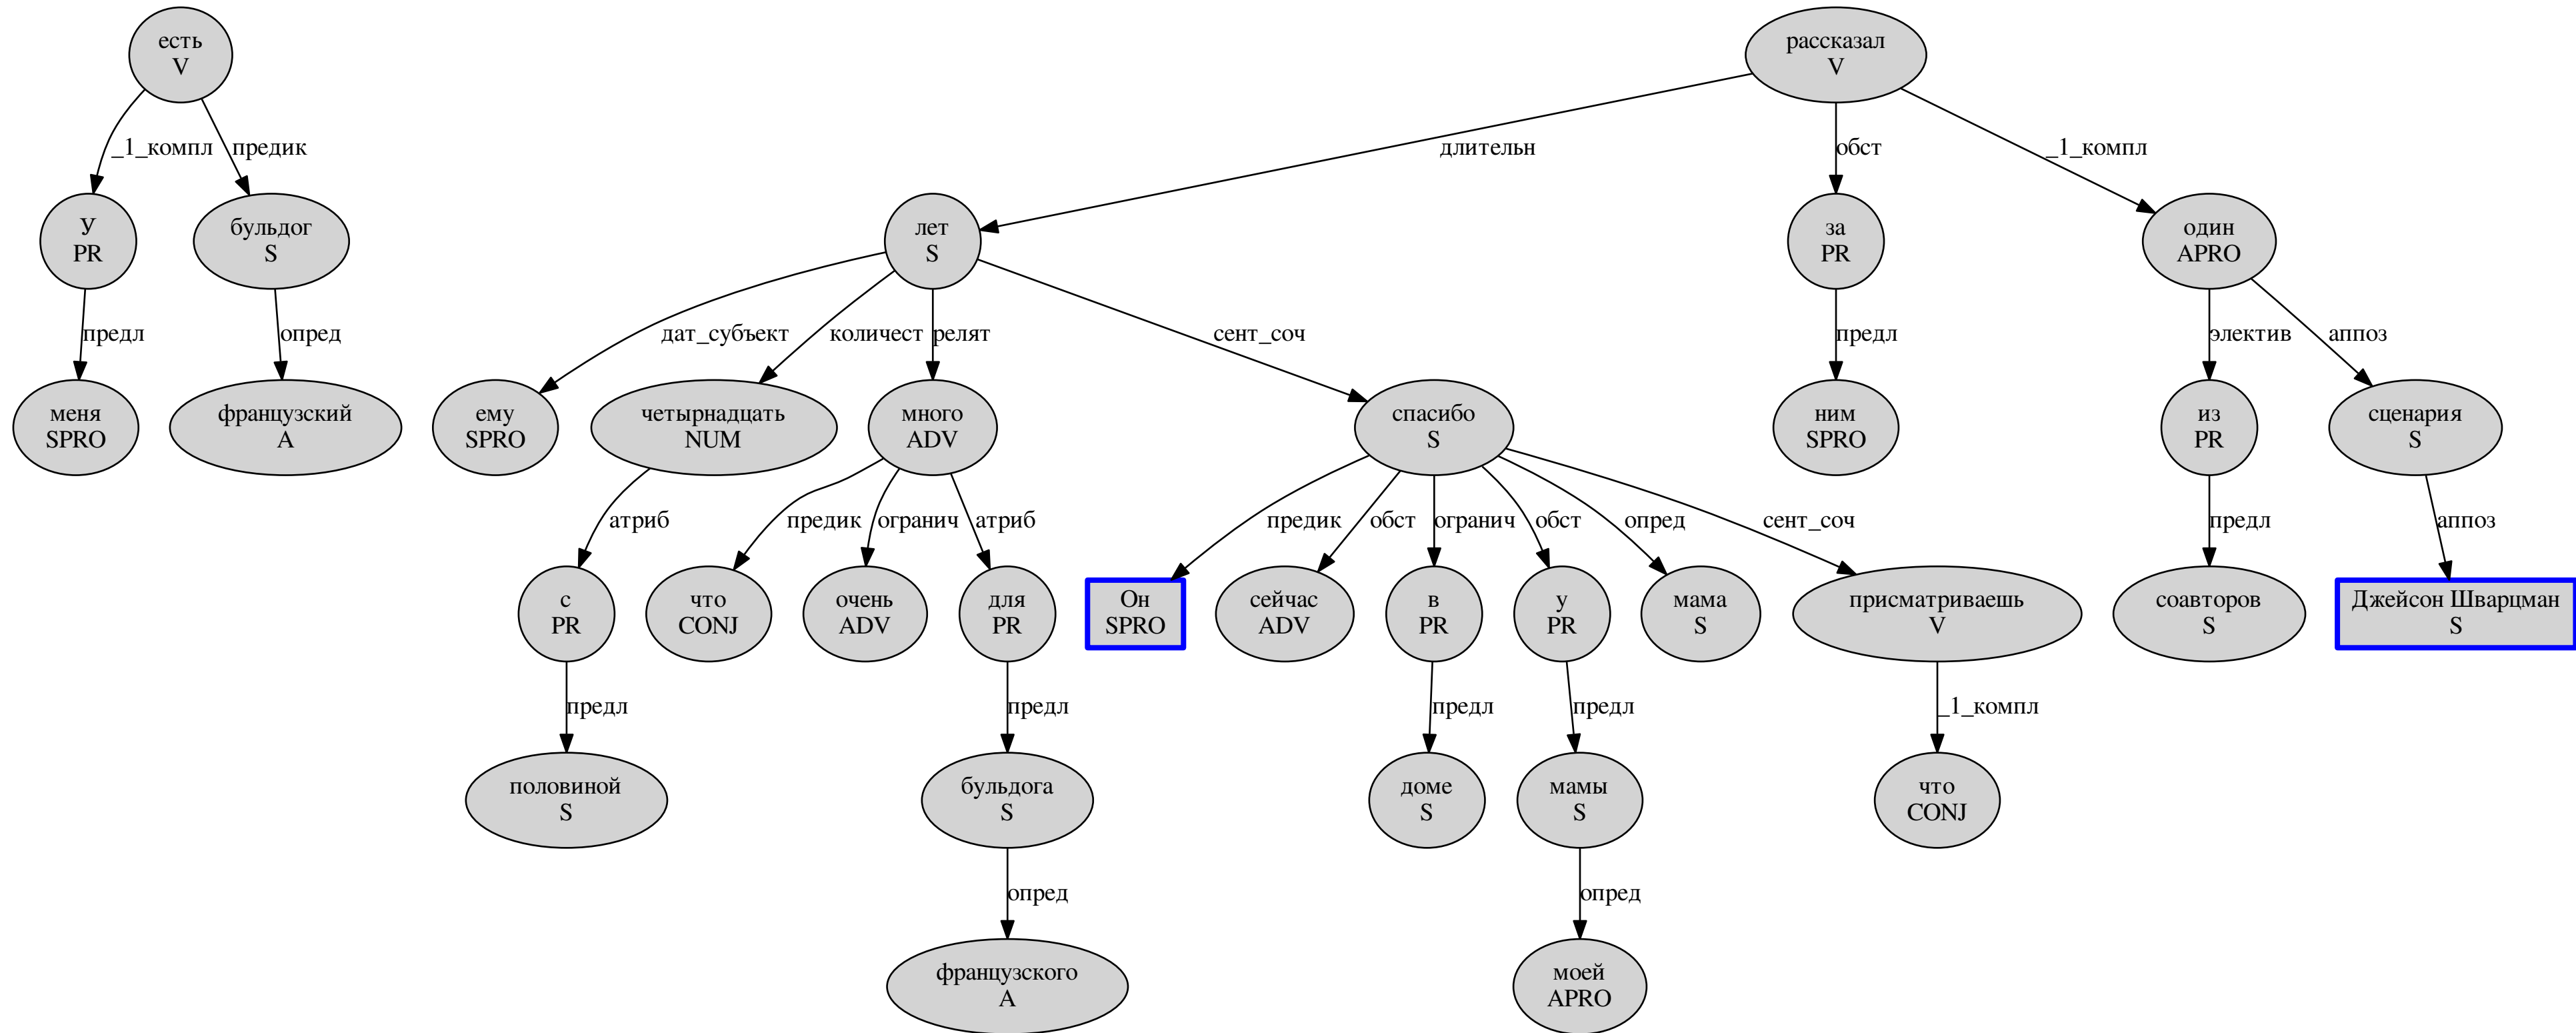 есть
V
рассказал
V
_1_компл
предик
длительн
обст
_1_компл
У
PR
бульдог
S
лет
S
за
PR
один
APRO
предл
опред
дат_субъект
количест
релят
сент_соч
предл
электив
аппоз
меня
SPRO
французский
A
ему
SPRO
четырнадцать
NUM
много
ADV
спасибо
S
ним
SPRO
из
PR
сценария
S
атриб
предик
огранич
атриб
предик
обст
огранич
обст
опред
сент_соч
предл
аппоз
с
PR
что
CONJ
очень
ADV
для
PR
Он
SPRO
сейчас
ADV
в
PR
у
PR
мама
S
присматриваешь
V
соавторов
S
Джейсон Шварцман
S
предл
предл
предл
предл
_1_компл
половиной
S
бульдога
S
доме
S
мамы
S
что
CONJ
опред
опред
французского
A
моей
APRO